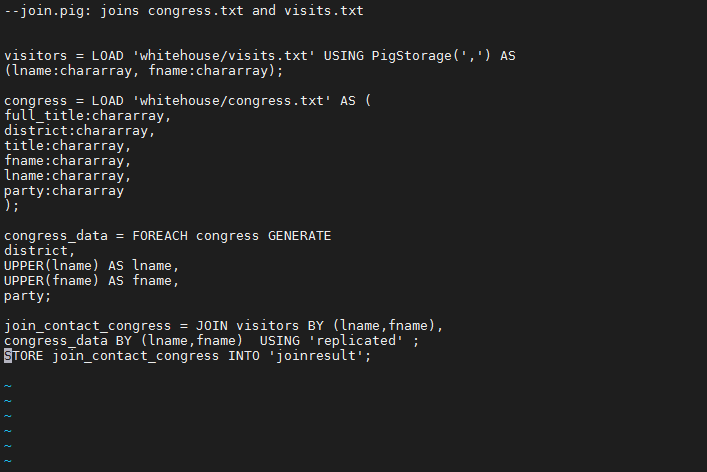 --join.pig: joins congress.txt and visits.txt
visitors = LOAD 'whitehouse/visits.txt' USING PigStorage(',') AS
(lname:chararray, fname:chararray);
congress = LOAD 'whitehouse/congress.txt' AS (
full_title:chararray,
district:chararray,
title:chararray,
fname:chararray,
lname:chararray,
party:chararray
);
congress_data = FOREACH congress GENERATE
district,
UPPER(lname) AS lname,
UPPER(fname) AS fname,
party;
join_contact_congress = JOIN visitors BY (lname,fname),
congress_data BY (lname,fname)  USING 'replicated' ;
STORE join_contact_congress INTO 'joinresult';
~
~
~
~
~
~